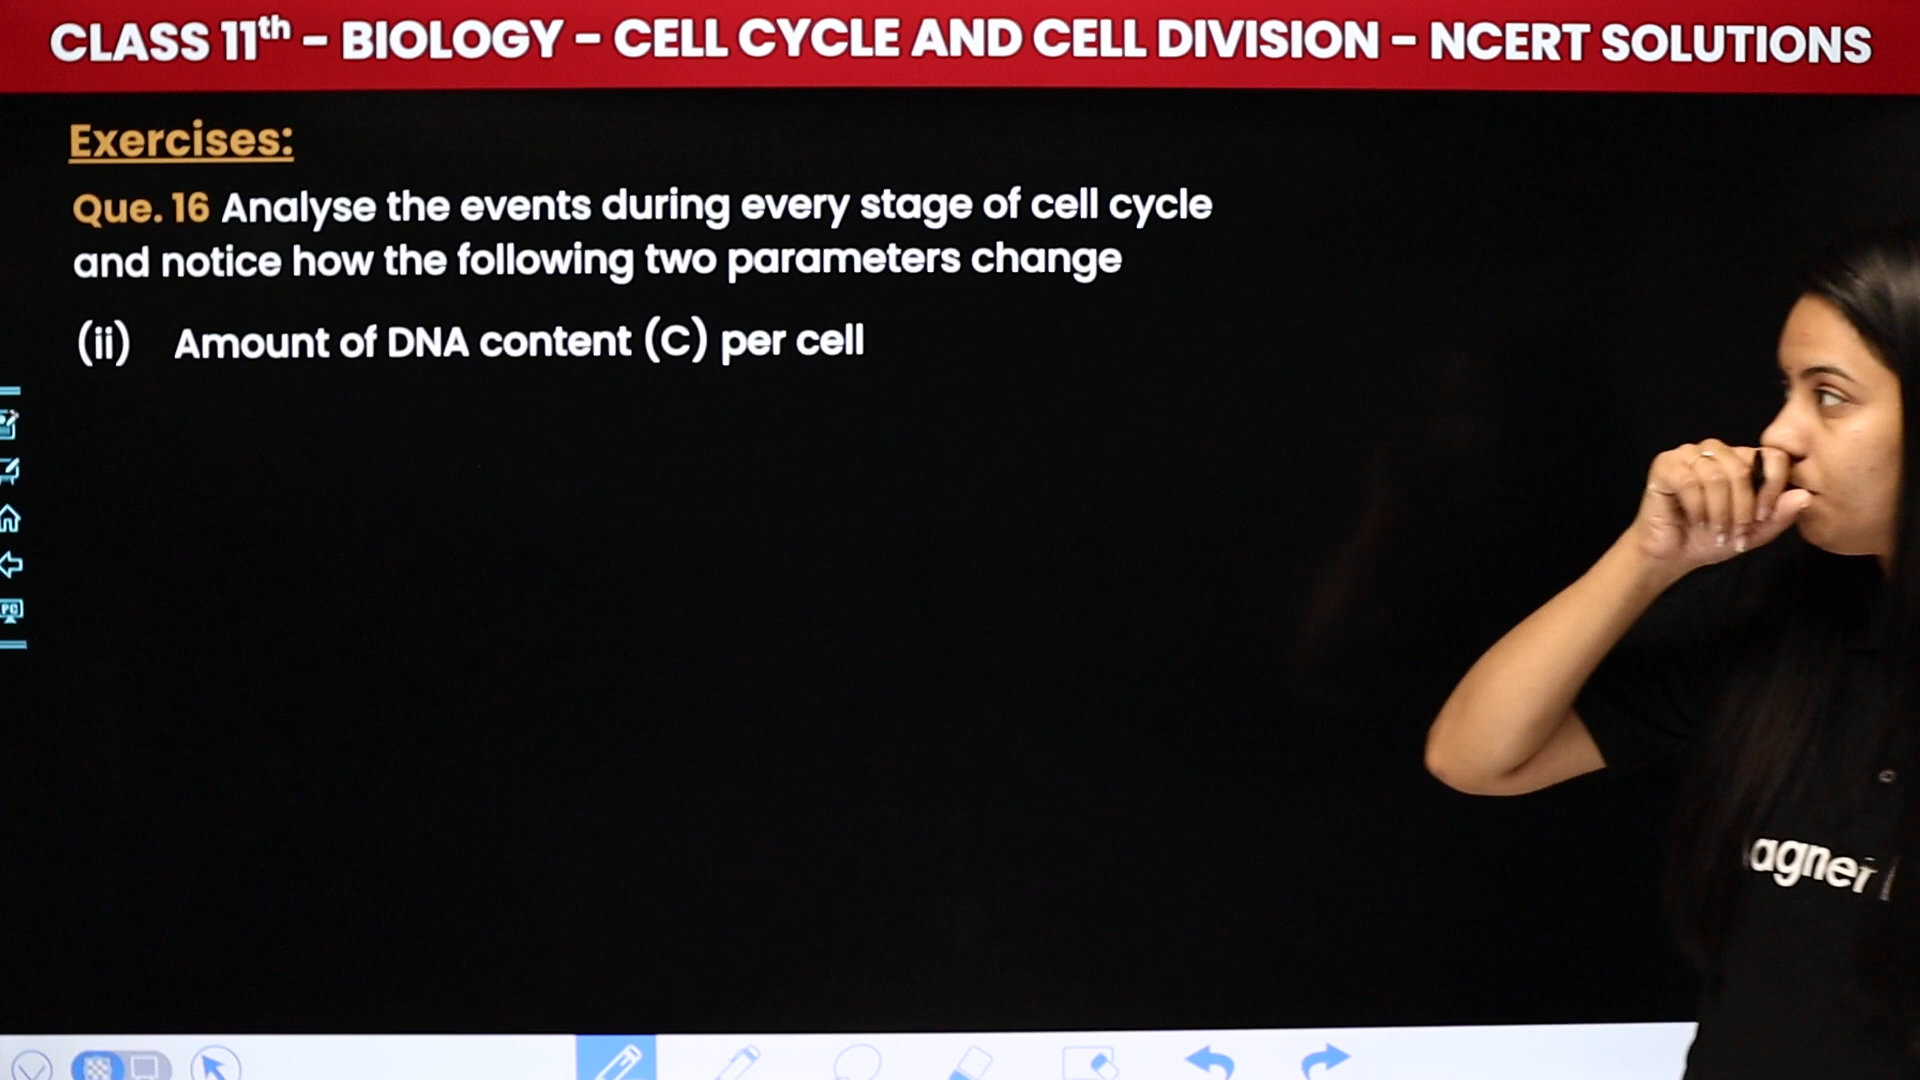 CLASS 11th - BIOLOGY - CELL CYCLE AND CELL DIVISION - NCERT SOLUTIONS
Exercises:
Que. 16 Analyse the events during every stage of cell cycle
and notice how the following two parameters change
(ii) Amount of DNA content (C) per cell
PC
agner